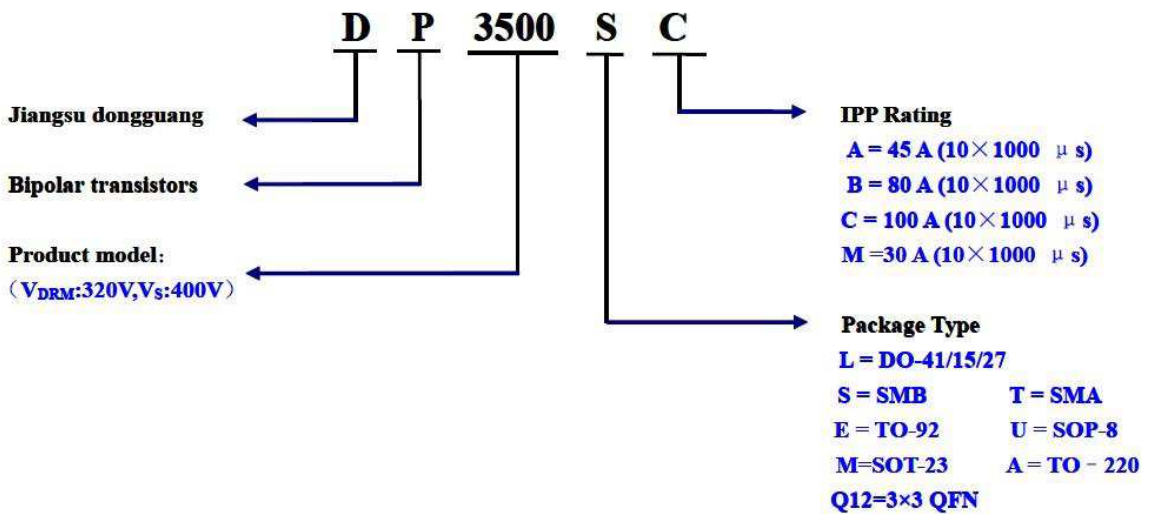 D P 3500 S C
Jiangsu dongguang
Bipolar transistors
Product model:
（VDRM:320V,VS:400V）
IPP Rating
A = 45 A (10×1000 μ s)
B = 80 A (10×1000 μ s)
C = 100 A (10×1000 μ s)
M =30 A (10×1000 μ s)
Package Type
L = DO-41/15/27
S = SMB T = SMA
E = TO-92 U = SOP-8
M=SOT-23 A = TO－220
Q12=3×3 QFN